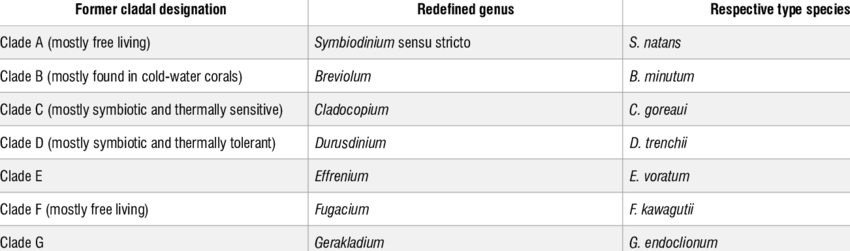 Former cladal designation Redefined genus Respective type species
Clade A (mostly free living) Symbiodinium sensu stricto S. natans
Clade B (mostly found in cold-water corals) Breviolum B. minutum
Clade C (mostly symbiotic and thermally sensitive) Cladocopium C. goreaui
Clade D (mostly symbiotic and thermally tolerant) Durusdinium D. trenchii
Clade E Effrenium E. voratum
Clade F (mostly free living) Fugacium F. kawagutii
Clade G Gerakladium G. endoclionum